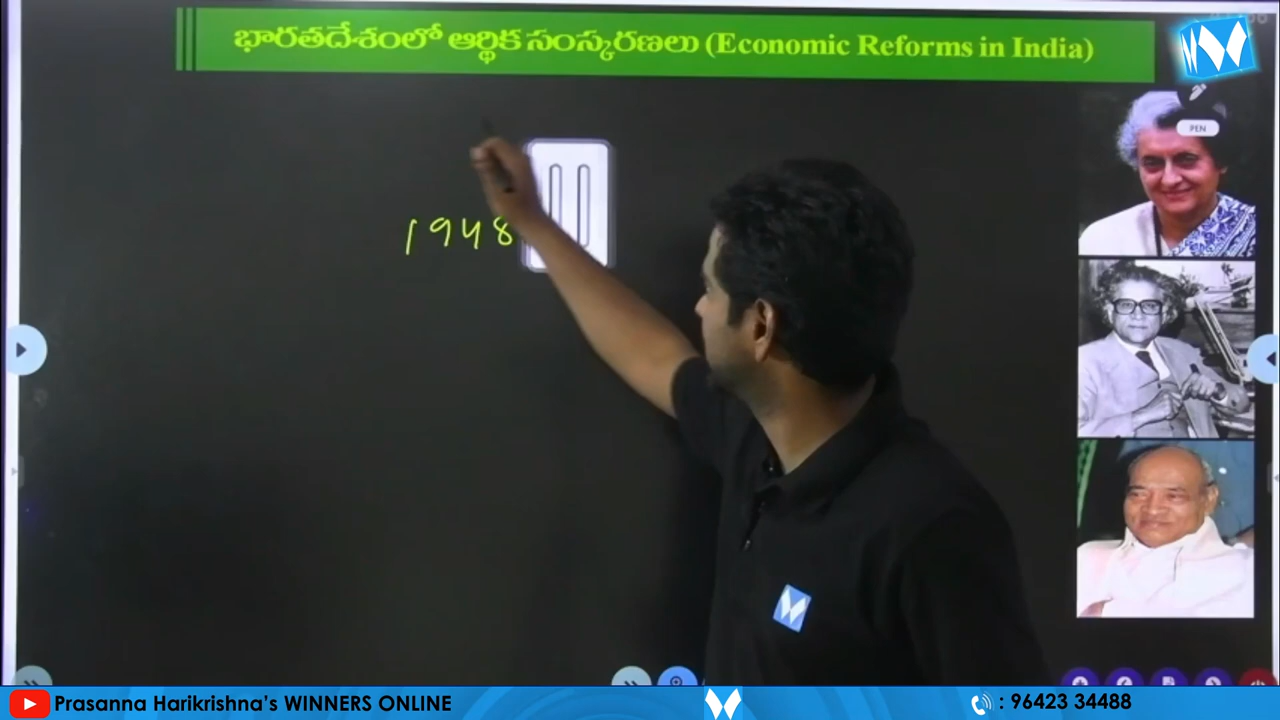 భారతదేశంలో ఆర్థిక సంస్కరణలు (Economic Reforms in India)
PEN
1948
Prasanna Harikrishna's WINNERS ONLINE
: 96423 34488